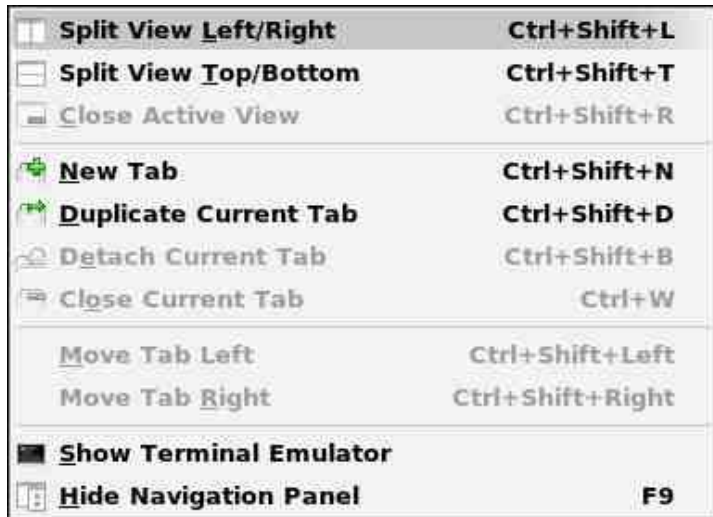 Split View Left/Right Ctrl+Shift+L
Split View Top/Bottom Ctrl+Shift+T
Close Active View Ctrl+Shift+R
New Tab Ctrl+Shift+N
Duplicate Current Tab Ctrl+Shift+D
Detach Current Tab Ctrl+Shift+B
Close Current Tab Ctrl+W
Move Tab Left Ctrl+Shift+Left
Move Tab Right Ctrl+Shift+Right
Show Terminal Emulator
Hide Navigation Panel F9